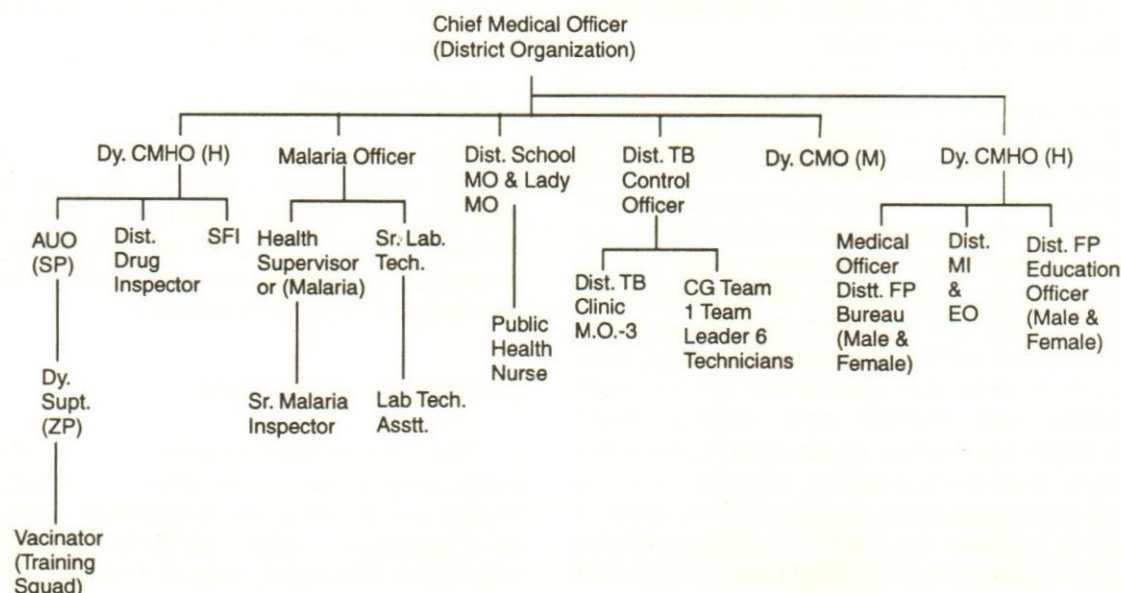 Chief Medical Officer
(District Organization)
Dy. CMHO (H)
Malaria Officer
Dist. School
MO & Lady
MO
Dist. TB
Control
Officer
Dy. CMO (M)
Dy. CMHO (H)
AUO
(SP)
Dist.
Drug
Inspector
SFI
Health
Supervisor
or (Malaria)
Sr. Lab.
Tech.
Public
Health
Nurse
Dist. TB
Clinic
M.O.-3
CG Team
1 Team
Leader 6
Technicians
Medical
Officer
Distt. FP
Bureau
(Male &
Female)
Dist.
MI
&
EO
Dist. FP
Education
Officer
(Male &
Female)
Dy.
Supt.
(ZP)
Sr. Malaria
Inspector
Lab Tech.
Asstt.
Vacinator
(Training
Squad)